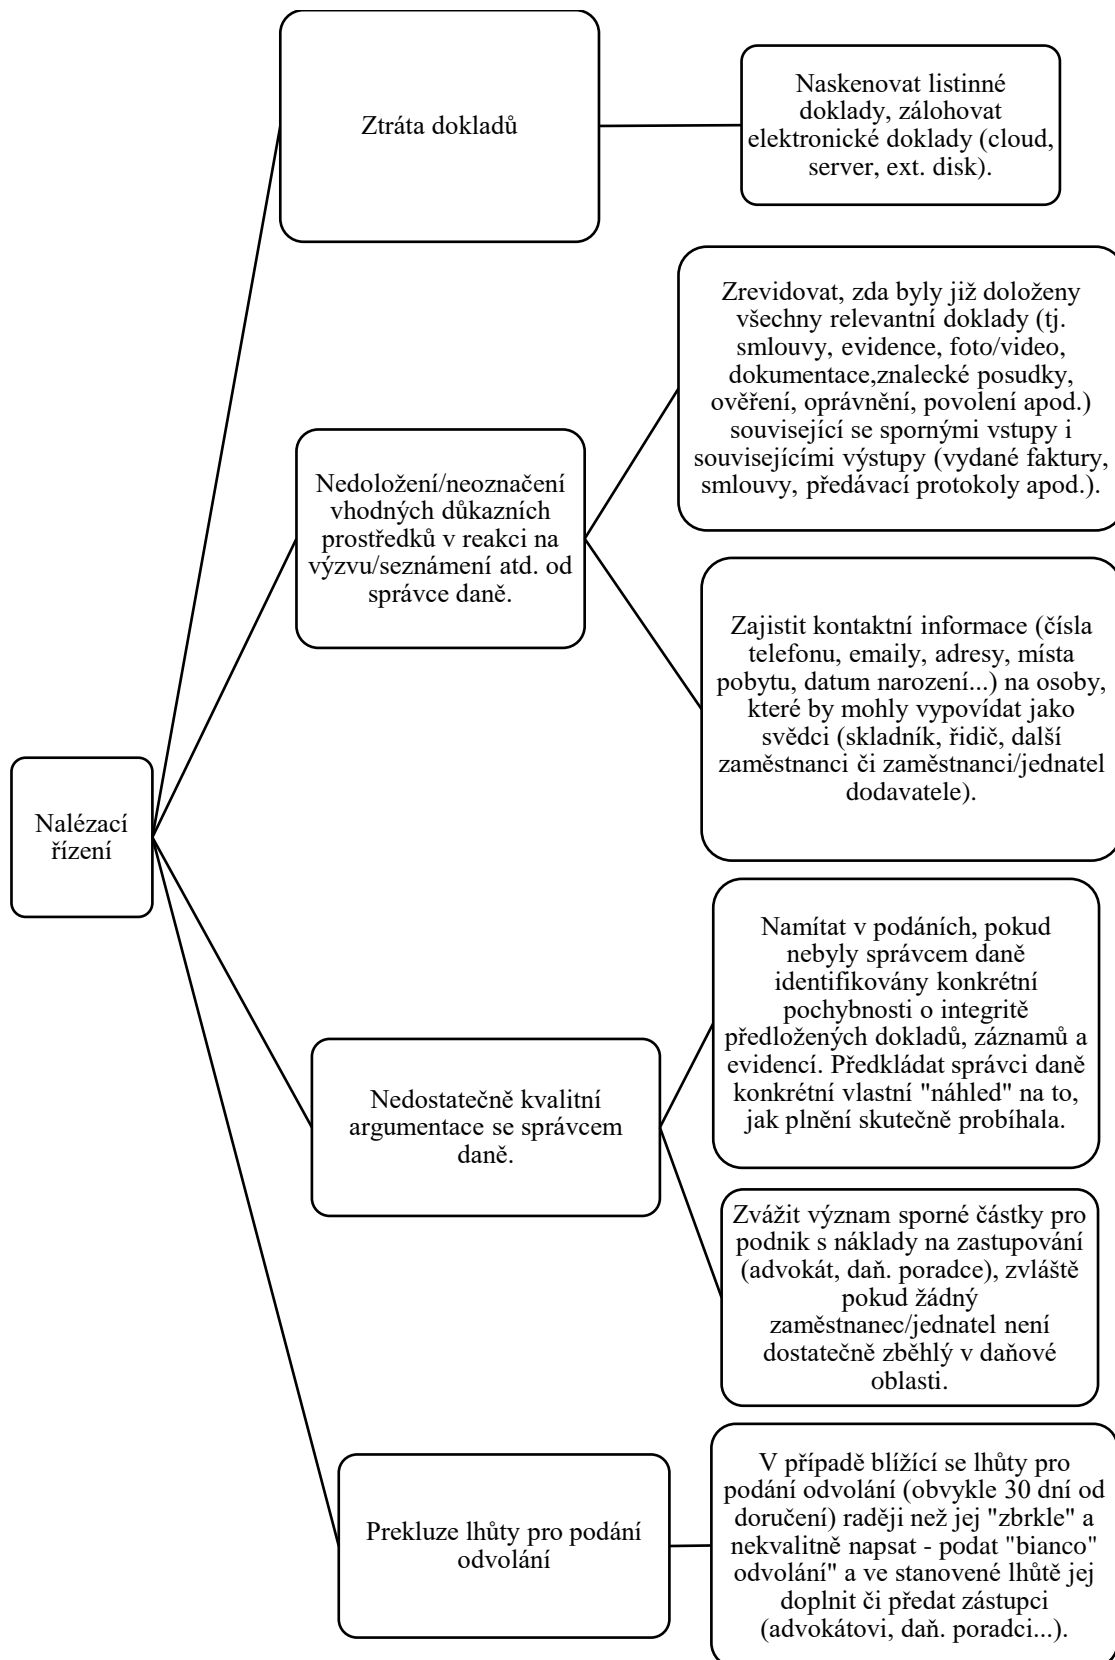 Ztráta dokladů
Naskenovat listinné
doklady, zálohovat
elektronické doklady (cloud,
server, ext. disk).
Zrevidovat, zda byly již doloženy
všechny relevantní doklady (tj.
smlouvy, evidence, foto/video,
dokumentace,znalecké posudky,
ověření, oprávnění, povolení apod.)
související se spornými vstupy i
souvisejícími výstupy (vydané faktury,
smlouvy, předávací protokoly apod.).
Nedoložení/neoznačení
vhodných důkazních
prostředků v reakci na
výzvu/seznámení atd. od
správce daně.
Zajistit kontaktní informace (čísla
telefonu, emaily, adresy, místa
pobytu, datum narození...) na osoby,
které by mohly vypovídat jako
svědci (skladník, řidič, další
zaměstnanci či zaměstnanci/jednatel
dodavatele).
Nalézací
řízení
Namítat v podáních, pokud
nebyly správcem daně
identifikovány konkrétní
pochybnosti o integritě
předložených dokladů, záznamů a
evidencí. Předkládat správci daně
konkrétní vlastní "náhled" na to,
jak plnění skutečně probíhala.
Nedostatečně kvalitní
argumentace se správcem
daně.
Zvážit význam sporné částky pro
podnik s náklady na zastupování
(advokát, daň. poradce), zvláště
pokud žádný
zaměstnanec/jednatel není
dostatečně zběhlý v daňové
oblasti.
Prekluze lhůty pro podání
odvolání
V případě blížící se lhůty pro
podání odvolání (obvykle 30 dní od
doručení) raději než jej "zbrkle" a
nekvalitně napsat - podat "bianco"
odvolání" a ve stanovené lhůtě jej
doplnit či předat zástupci
(advokátovi, daň. poradci...).